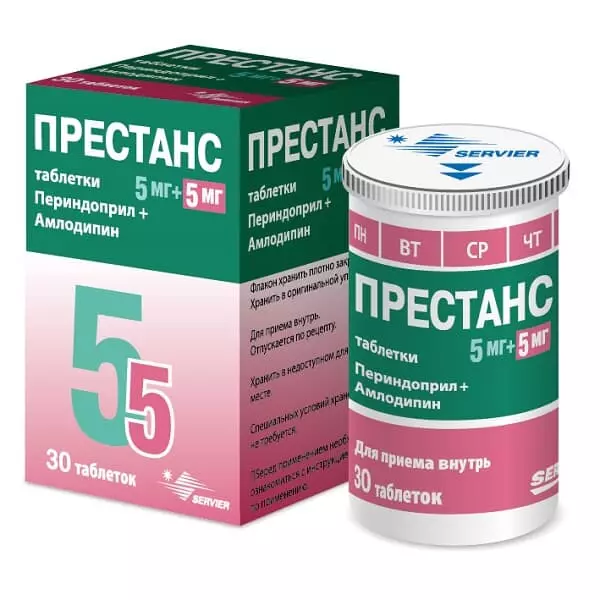 30 таблеток
ПРЕСТАНС
таблетки
5 мг+ 5 мг
Периндоприл +
Амлодипин
5
5
30 таблеток
SERVIER
ПРЕСТАНС
таблетки
5 мг+
Периндоприл +
Амлодипин
Флакон хранить плотно
Хранить в оригинальной
Для приема внутрь.
Отпускается по рецепту.
Хранить в недоступном для
месте.
Специальных условий
не требуется.
Перед применением
ознакомиться с
по применению.
SERVIER
ПН ВТ СР ЧТ
ПРЕСТАНС
таблетки
5 мг+ 5 мг
Периндоприл +
Амлодипин
Для приема внутрь
30 таблеток